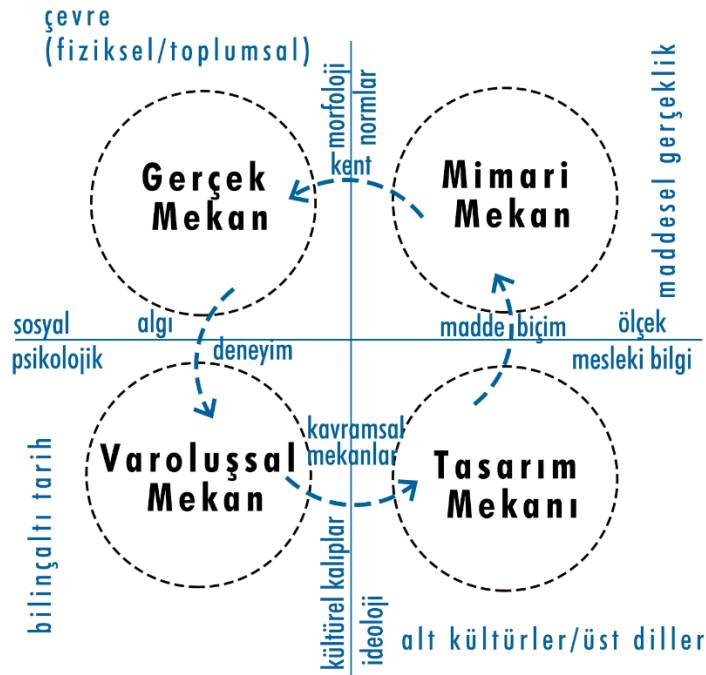 çevre
(fiziksel/toplumsal)
morfoloji
normlar
kent
maddesel gerçeklik
Gerçek
Mekan
Mimari
Mekan
sosyal
psikolojik
algı
deneyim
madde
biçim
ölçek
mesleki bilgi
bilinçaltı tarih
Varoluşsal
Mekan
kavramsal
mekanlar
Tasarım
Mekanı
kültürel kalıplar
ideoloji
alt kültürler/üst diller